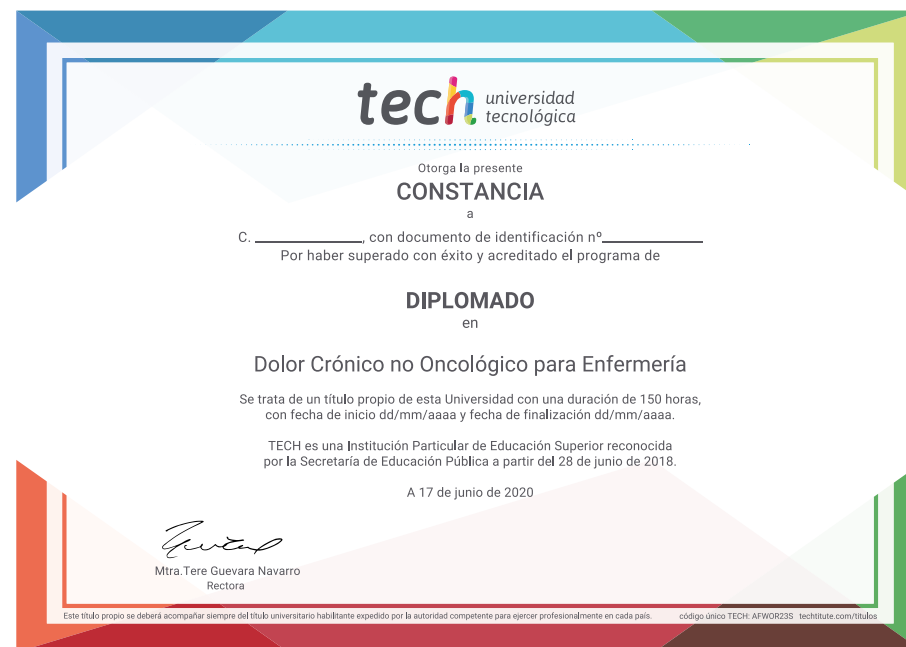 tech universidad
tecnológica
Otorga la presente
CONSTANCIA
a
C. ____________, con documento de identificación nº____________
Por haber superado con éxito y acreditado el programa de
DIPLOMADO
en
Dolor Crónico no Oncológico para Enfermería
Se trata de un título propio de esta Universidad con una duración de 150 horas,
con fecha de inicio dd/mm/aaaa y fecha de finalización dd/mm/aaaa.
TECH es una Institución Particular de Educación Superior reconocida
por la Secretaría de Educación Pública a partir del 28 de junio de 2018.
A 17 de junio de 2020
Mtra.Tere Guevara Navarro
Rectora
Este título propio se deberá acompañar siempre del título universitario habilitante expedido por la autoridad competente para ejercer profesionalmente en cada país. código único TECH: AFWOR23S techtitute.com/titulos